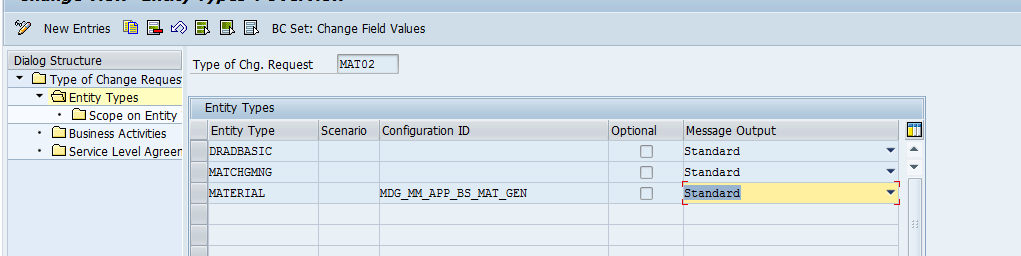 New Entries BC Set: Change Field Values
Dialog Structure
Type of Change Reques
Entity Types
Scope on Entity
Business Activities
Service Level Agreer
Type of Chg. Request MAT02
Entity Types
Entity Type Scenario Configuration ID Optional Message Output
DRADBASIC Standard
MATCHGMNG Standard
MATERIAL MDG_MM_APP_BS_MAT_GEN Standard